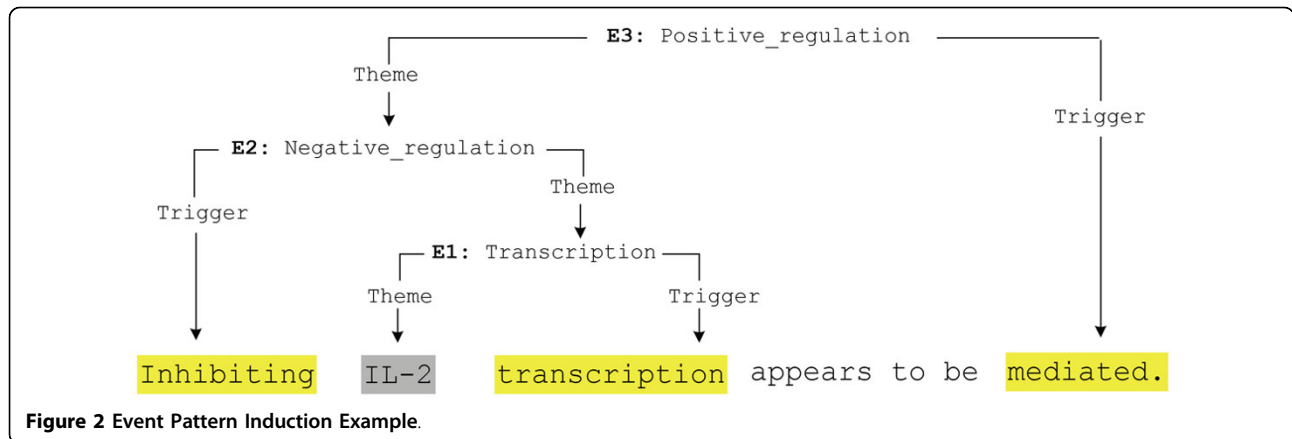 E3: Positive_regulation
Theme
Trigger
E2: Negative_regulation
Theme
Trigger
E1: Transcription
Theme
Trigger
Inhibiting IL-2 transcription appears to be mediated.
Figure 2 Event Pattern Induction Example.